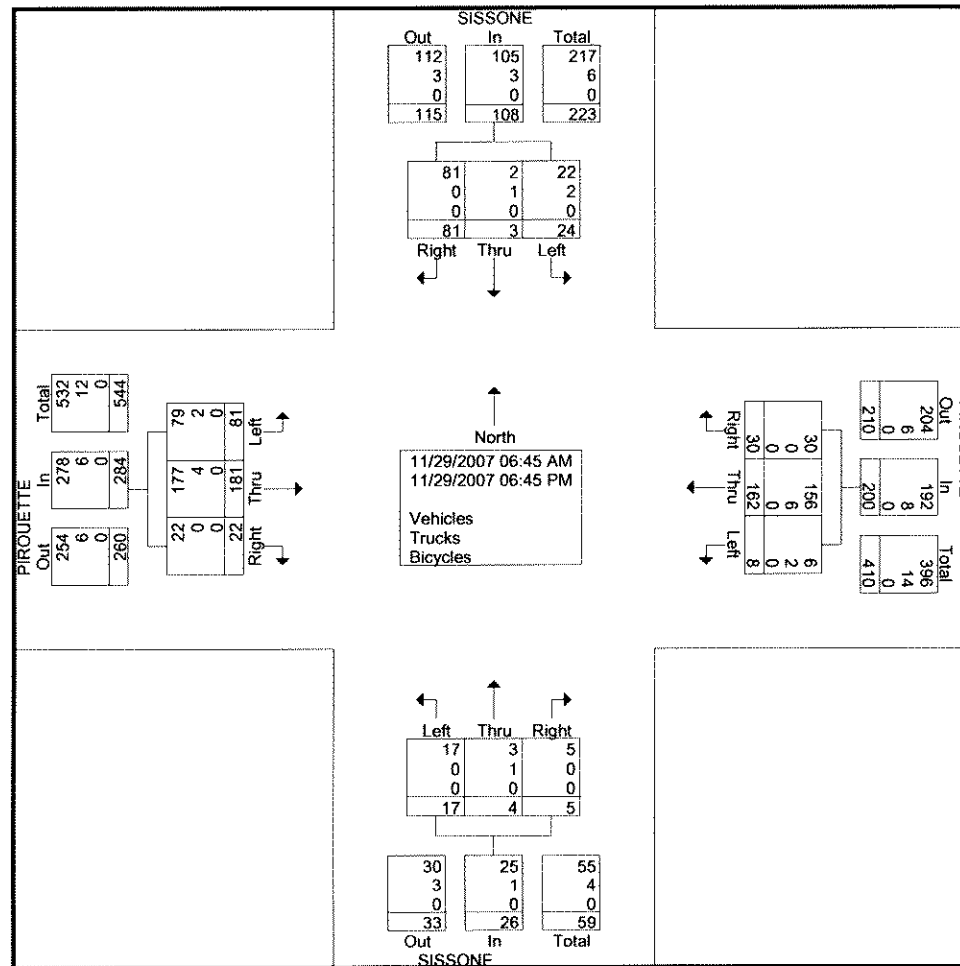 SISSONE
Out In Total
112 105 217
3 3 6
0 0 0
115 108 223
81 2 22
0 1 2
0 0 0
81 3 24
Right Thru Left
PIROUETTE
Total In Out
532 278 254
12 6 6
0 0 0
544 284 260
79 177 22
2 4 0
0 0 0
81 181 22
Left Thru Right
North
11/29/2007 06:45 AM
11/29/2007 06:45 PM
Vehicles
Trucks
Bicycles
Right Thru Left
30 162 8
0 0 0
0 6 2
30 156 6
Out In Total
204 192 396
6 8 14
0 0 0
210 200 410
Left Thru Right
17 3 5
0 1 0
0 0 0
17 4 5
30 25 55
3 1 4
0 0 0
33 26 59
Out In Total
SISSONE